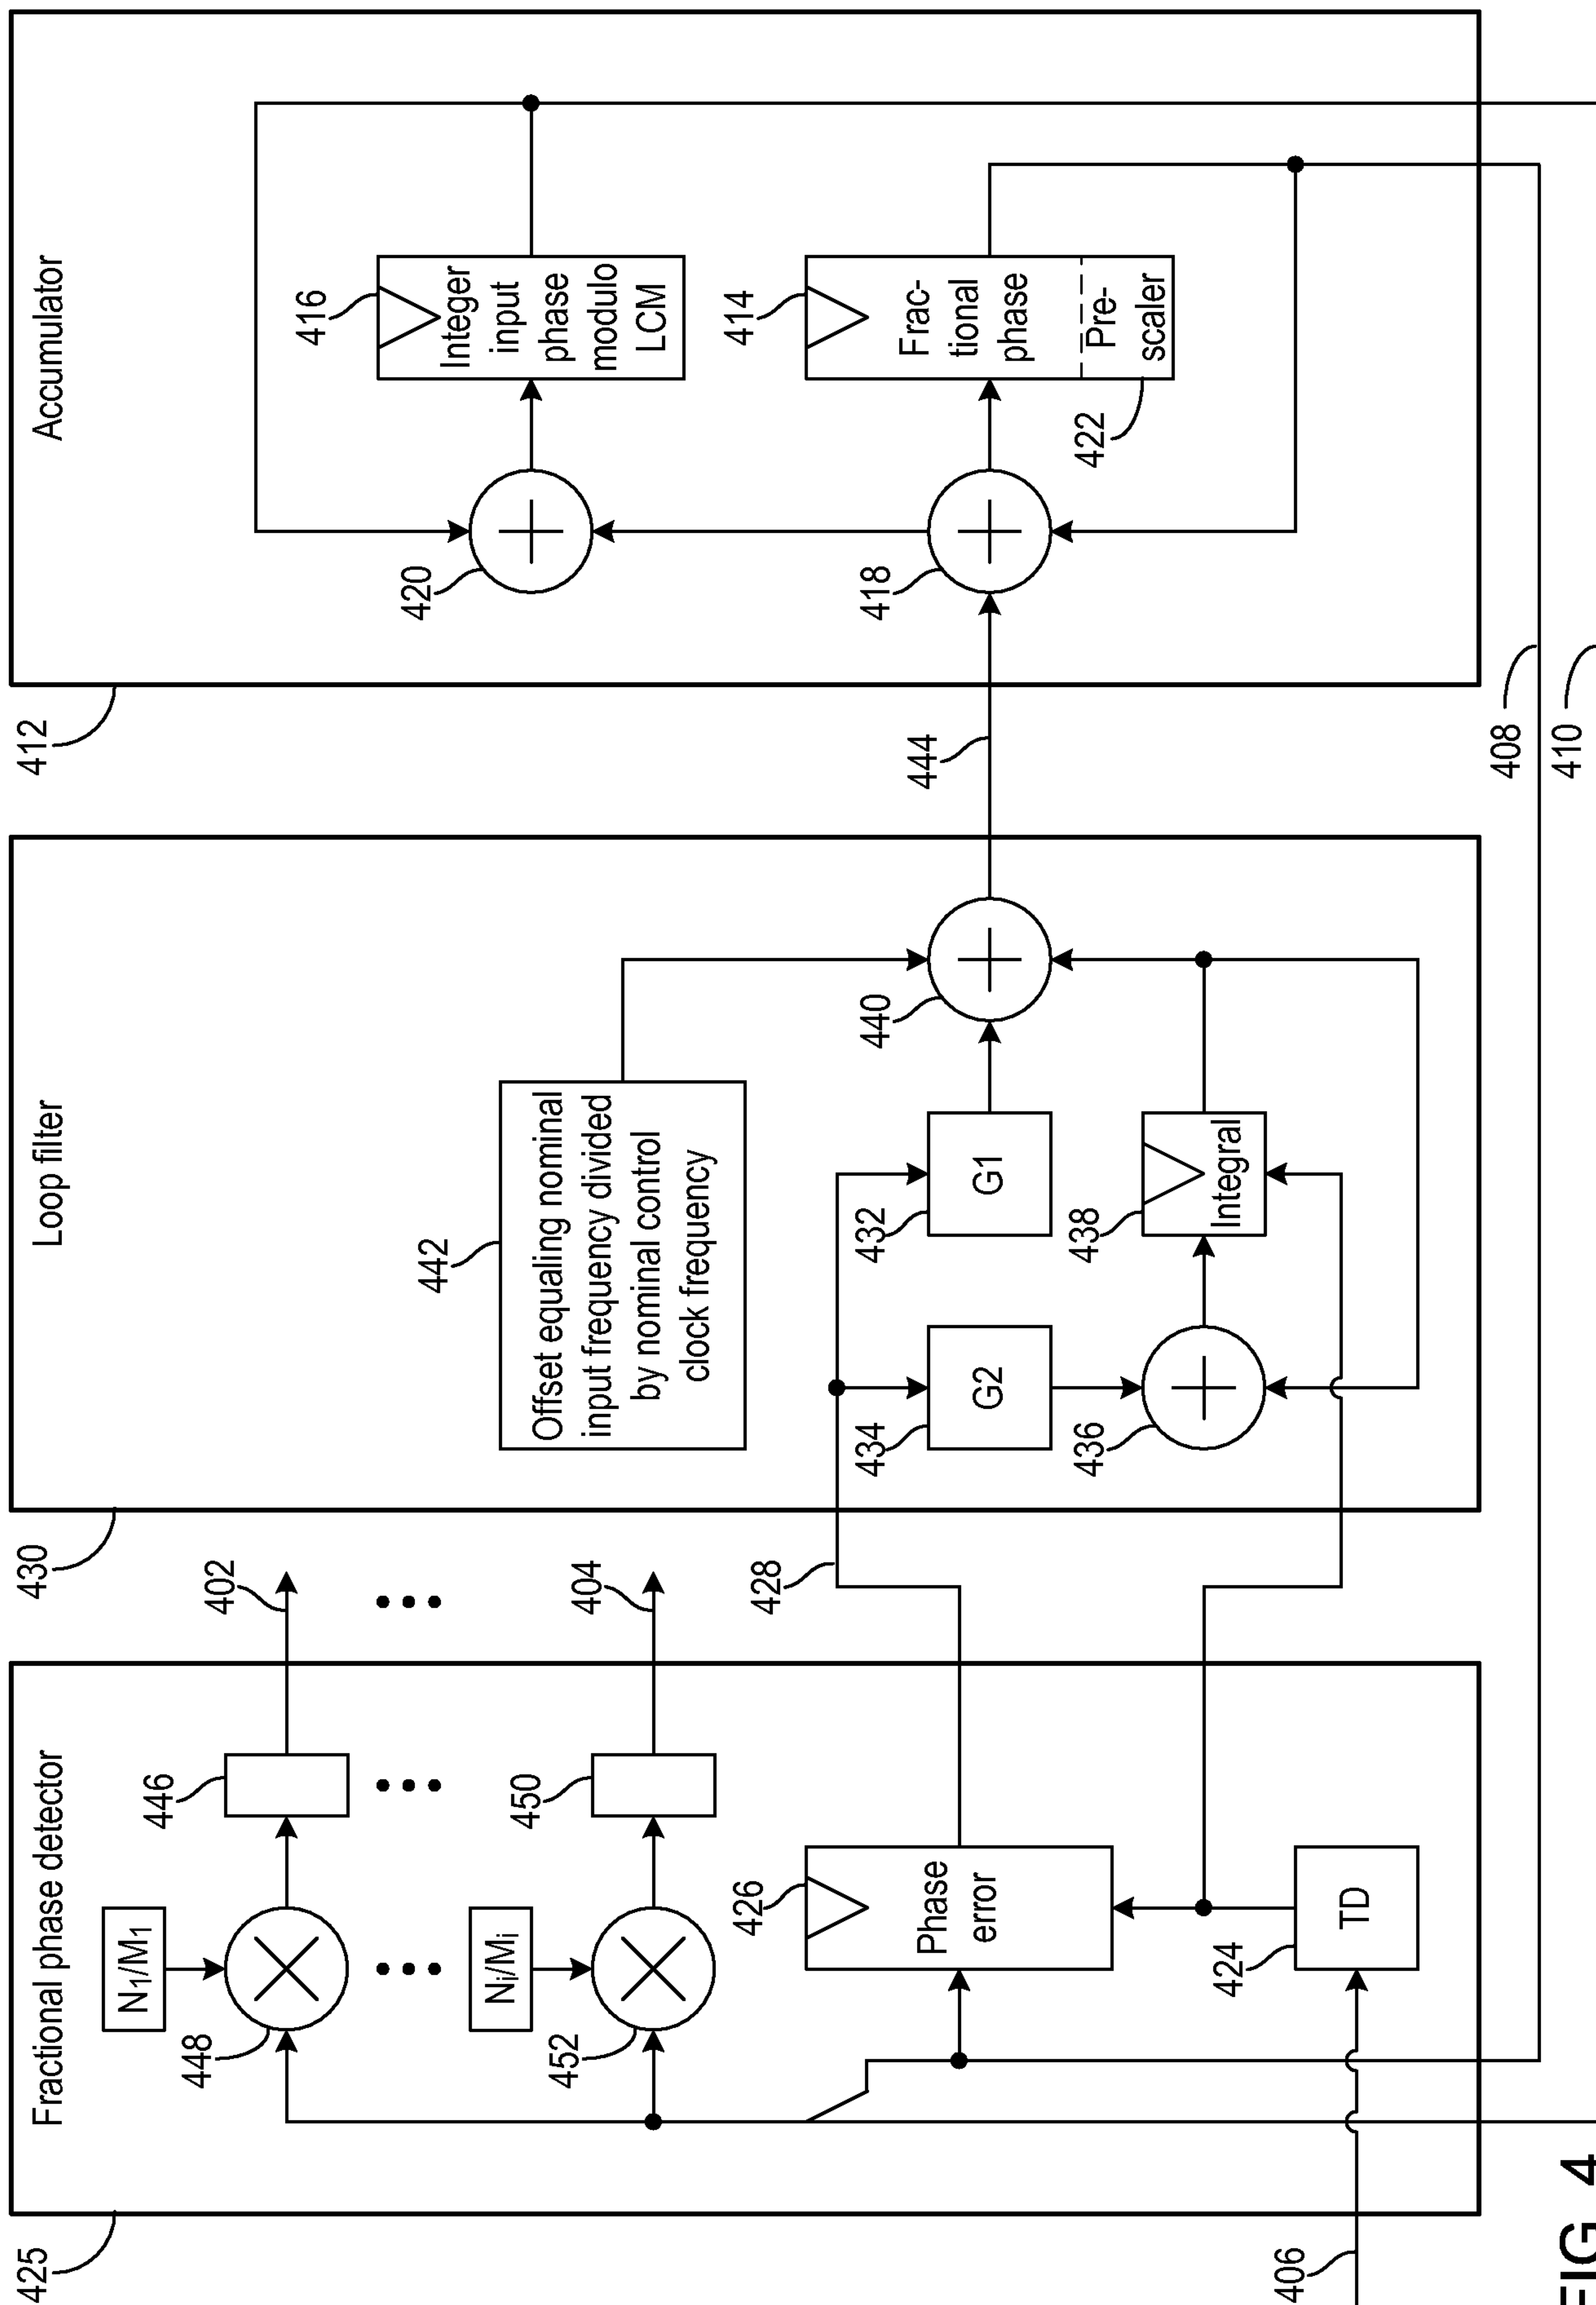 Fractional phase detector
Loop filter
Accumulator
425
430
412
N1/M1
448
446
402
Ni/Mi
452
450
404
426
Phase
error
424
TD
406
428
442
Offset equaling nominal
input frequency divided
by nominal control
clock frequency
434
G2
432
G1
436
438
Integral
440
444
420
416
Integer
input
phase
modulo
LCM
418
414
Frac-
tional
phase
Pre-
scaler
422
408
410
FIG. 4